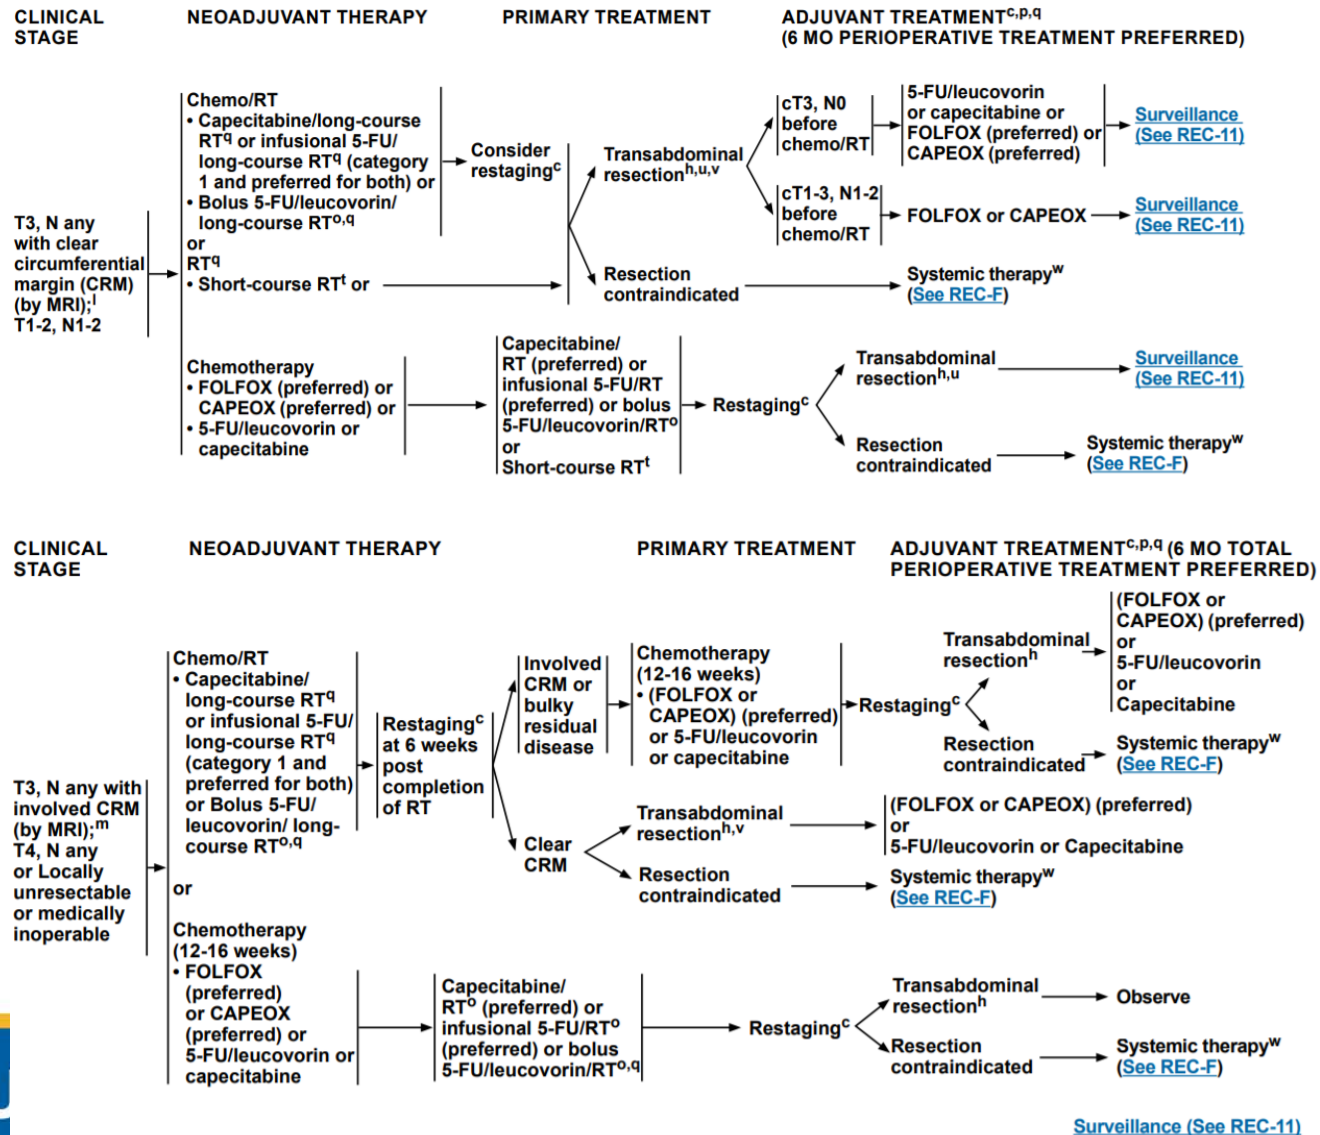 CLINICAL
STAGE
NEOADJUVANT THERAPY
PRIMARY TREATMENT
ADJUVANT TREATMENTc,p,q
(6 MO PERIOPERATIVE TREATMENT PREFERRED)
T3, N any
with clear
circumferential
margin (CRM)
(by MRI);l
T1-2, N1-2
Chemo/RT
• Capecitabine/long-course
RTq or infusional 5-FU/
long-course RTq (category
1 and preferred for both) or
• Bolus 5-FU/leucovorin/
long-course RTo,q
or
RTq
• Short-course RTt or
Consider
restagingc
Transabdominal
resectionh,u,v
cT3, N0
before
chemo/RT
5-FU/leucovorin
or capecitabine or
FOLFOX (preferred) or
CAPEOX (preferred)
Surveillance
(See REC-11)
cT1-3, N1-2
before
chemo/RT
FOLFOX or CAPEOX
Surveillance
(See REC-11)
Resection
contraindicated
Systemic therapyw
(See REC-F)
Chemotherapy
• FOLFOX (preferred) or
CAPEOX (preferred) or
• 5-FU/leucovorin or
capecitabine
Capecitabine/
RT (preferred) or
infusional 5-FU/RT
(preferred) or bolus
5-FU/leucovorin/RTo
or
Short-course RTt
Restagingc
Transabdominal
resectionh,u
Surveillance
(See REC-11)
Resection
contraindicated
Systemic therapyw
(See REC-F)
CLINICAL
STAGE
NEOADJUVANT THERAPY
PRIMARY TREATMENT
ADJUVANT TREATMENTc,p,q (6 MO TOTAL
PERIOPERATIVE TREATMENT PREFERRED)
T3, N any with
involved CRM
(by MRI);m
T4, N any
or Locally
unresectable
or medically
inoperable
Chemo/RT
• Capecitabine/
long-course RTq
or infusional 5-FU/
long-course RTq
(category 1 and
preferred for both)
or Bolus 5-FU/
leucovorin/ long-
course RTo,q
or
Restagingc
at 6 weeks
post
completion
of RT
Involved
CRM or
bulky
residual
disease
Chemotherapy
(12-16 weeks)
• (FOLFOX or
CAPEOX) (preferred)
or 5-FU/leucovorin
or capecitabine
Restagingc
Transabdominal
resectionh
(FOLFOX or
CAPEOX) (preferred)
or
5-FU/leucovorin
or
Capecitabine
Resection
contraindicated
Systemic therapyw
(See REC-F)
Clear
CRM
Transabdominal
resectionh,v
(FOLFOX or CAPEOX) (preferred)
or
5-FU/leucovorin or Capecitabine
Resection
contraindicated
Systemic therapyw
(See REC-F)
Chemotherapy
(12-16 weeks)
• FOLFOX
(preferred)
or CAPEOX
(preferred) or
5-FU/leucovorin or
capecitabine
Capecitabine/
RTo (preferred) or
infusional 5-FU/RTo
(preferred) or bolus
5-FU/leucovorin/RTo,q
Restagingc
Transabdominal
resectionh
Observe
Resection
contraindicated
Systemic therapyw
(See REC-F)
Surveillance (See REC-11)